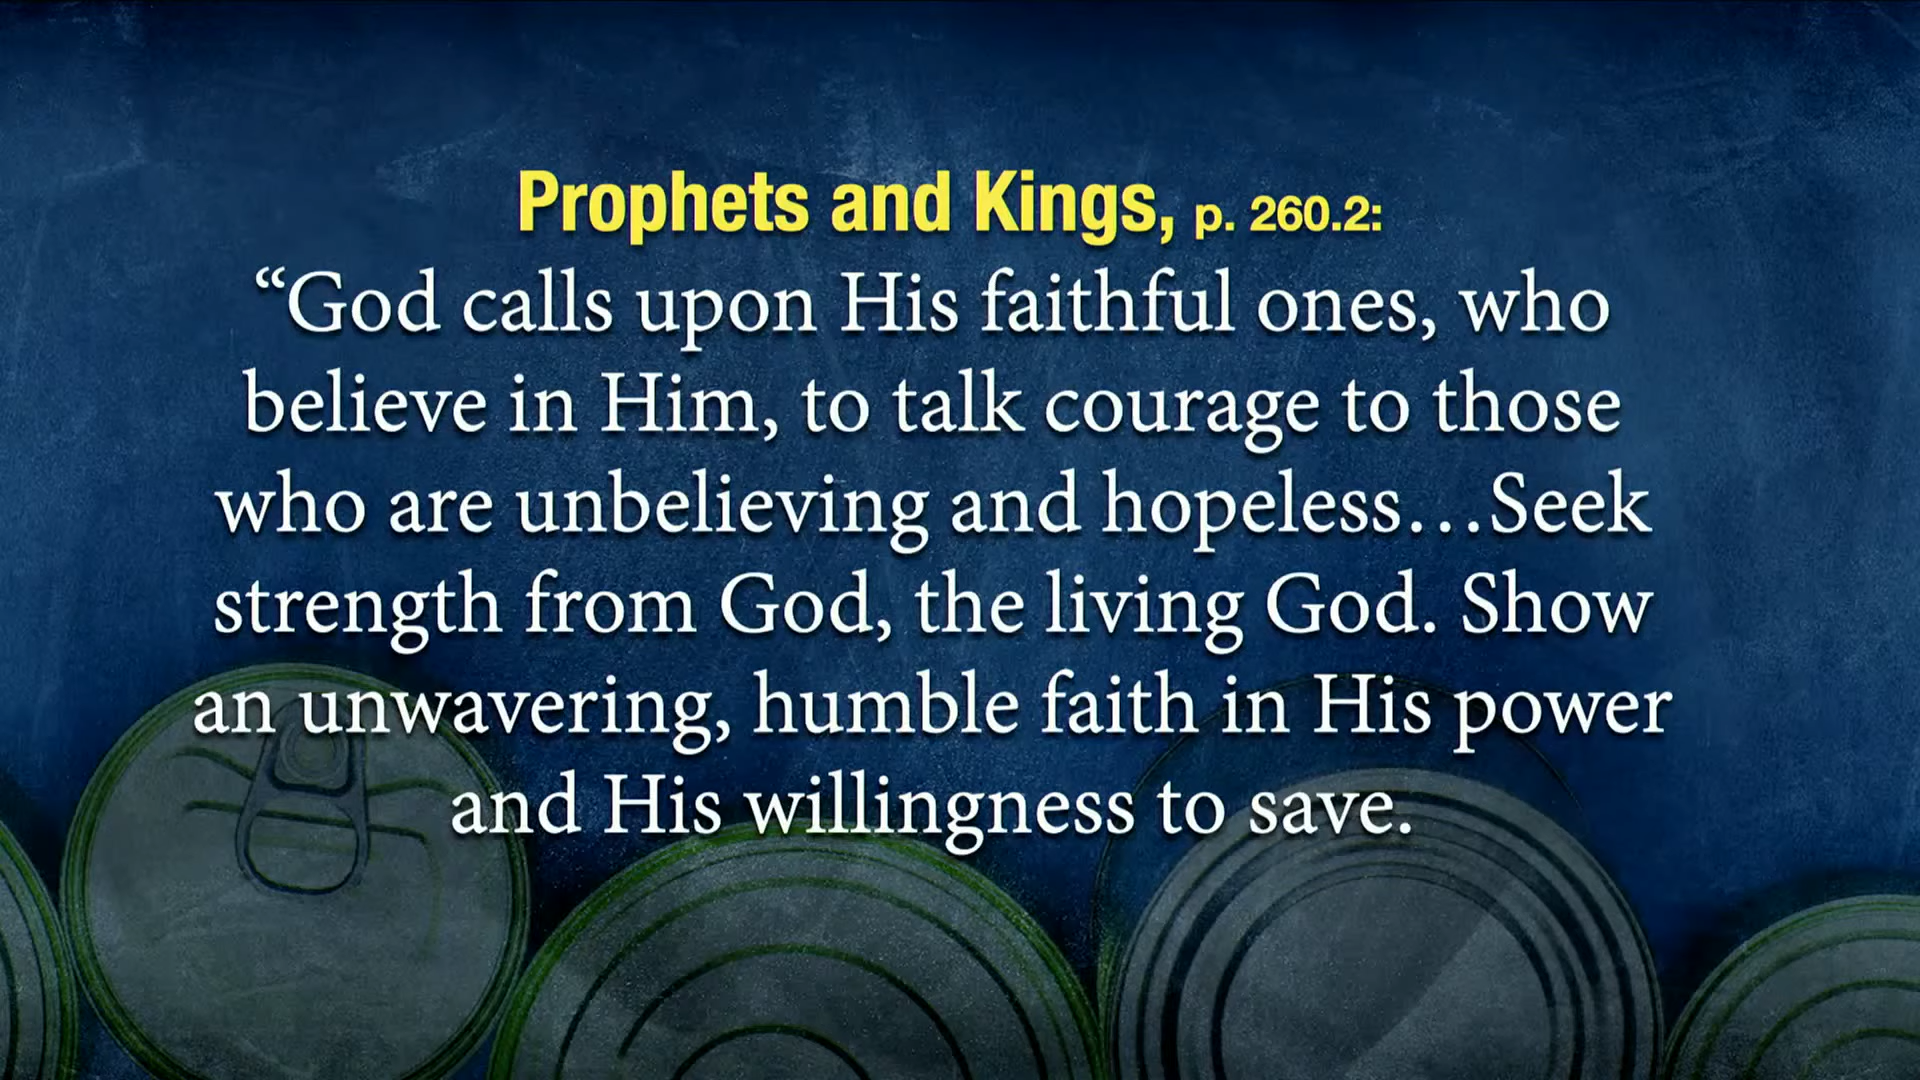 Prophets and Kings, p. 260.2:
“God calls upon His faithful ones, who
believe in Him, to talk courage to those
who are unbelieving and hopeless…Seek
strength from God, the living God. Show
an unwavering, humble faith in His power
and His willingness to save.